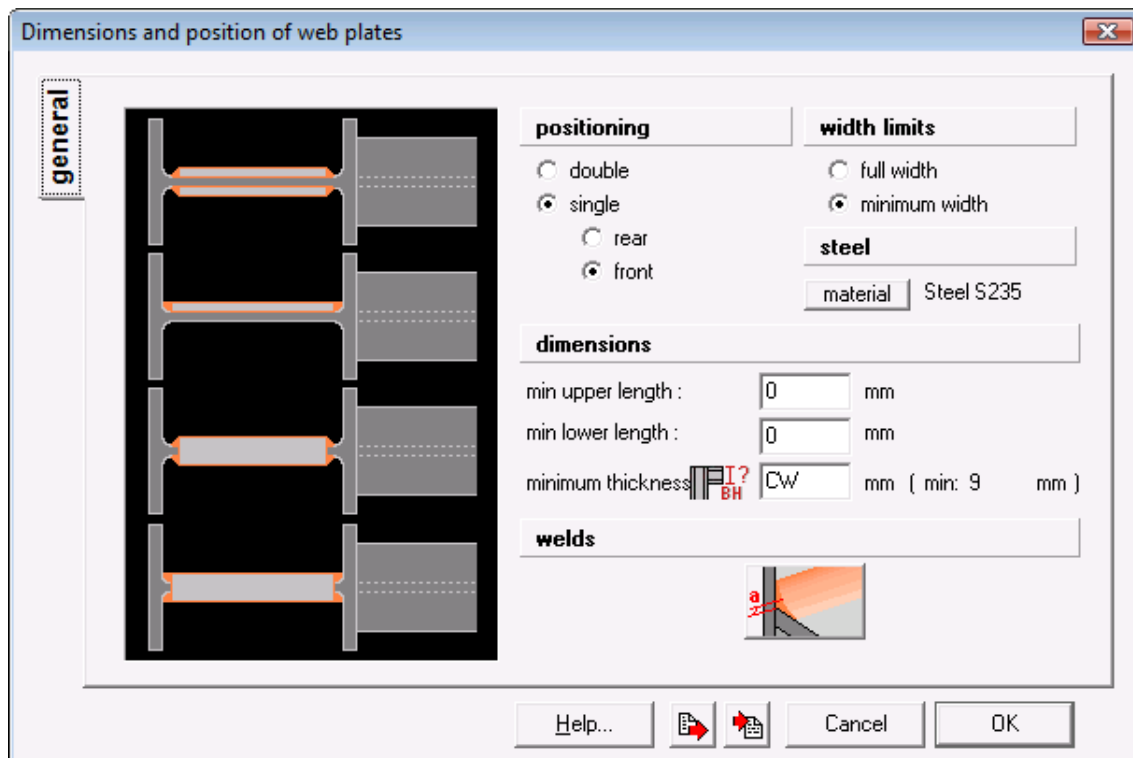 Dimensions and position of web plates
general
positioning
width limits
double
full width
single
minimum width
rear
steel
front
material Steel S235
dimensions
min upper length : 0 mm
min lower length : 0 mm
minimum thickness I? BH CW mm ( min: 9 mm )
welds
a
Help... Cancel OK